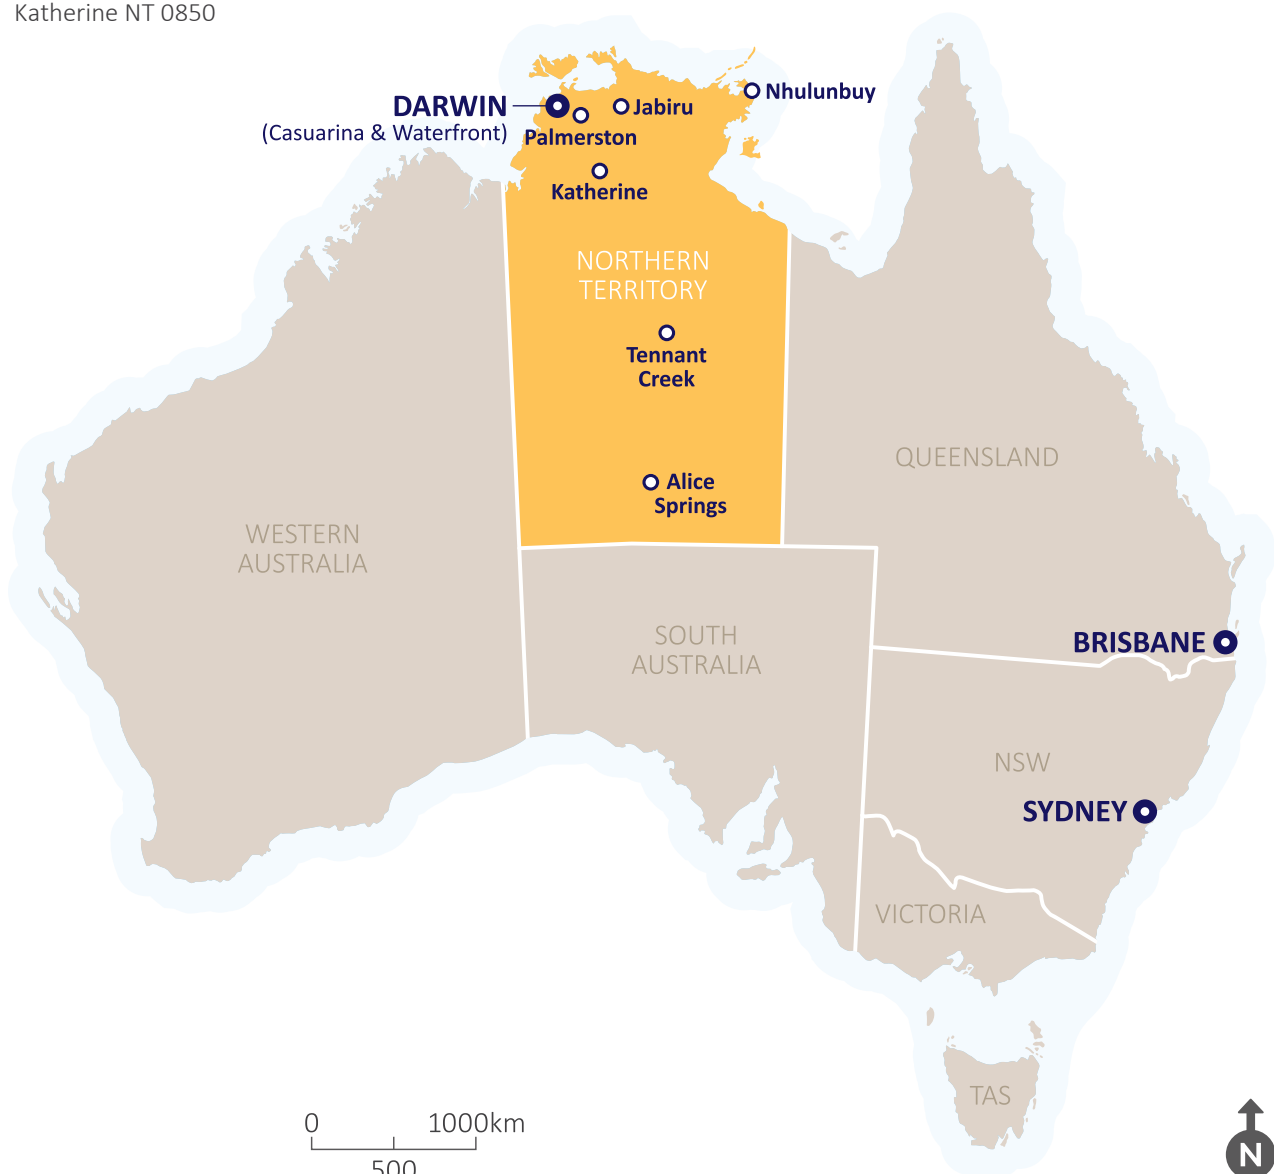 Katherine NT 0850
DARWIN
(Casuarina & Waterfront)
Palmerston
Jabiru
Nhulunbuy
Katherine
NORTHERN
TERRITORY
Tennant
Creek
Alice
Springs
QUEENSLAND
WESTERN
AUSTRALIA
SOUTH
AUSTRALIA
BRISBANE
NSW
SYDNEY
VICTORIA
TAS
0
1000km
500
N